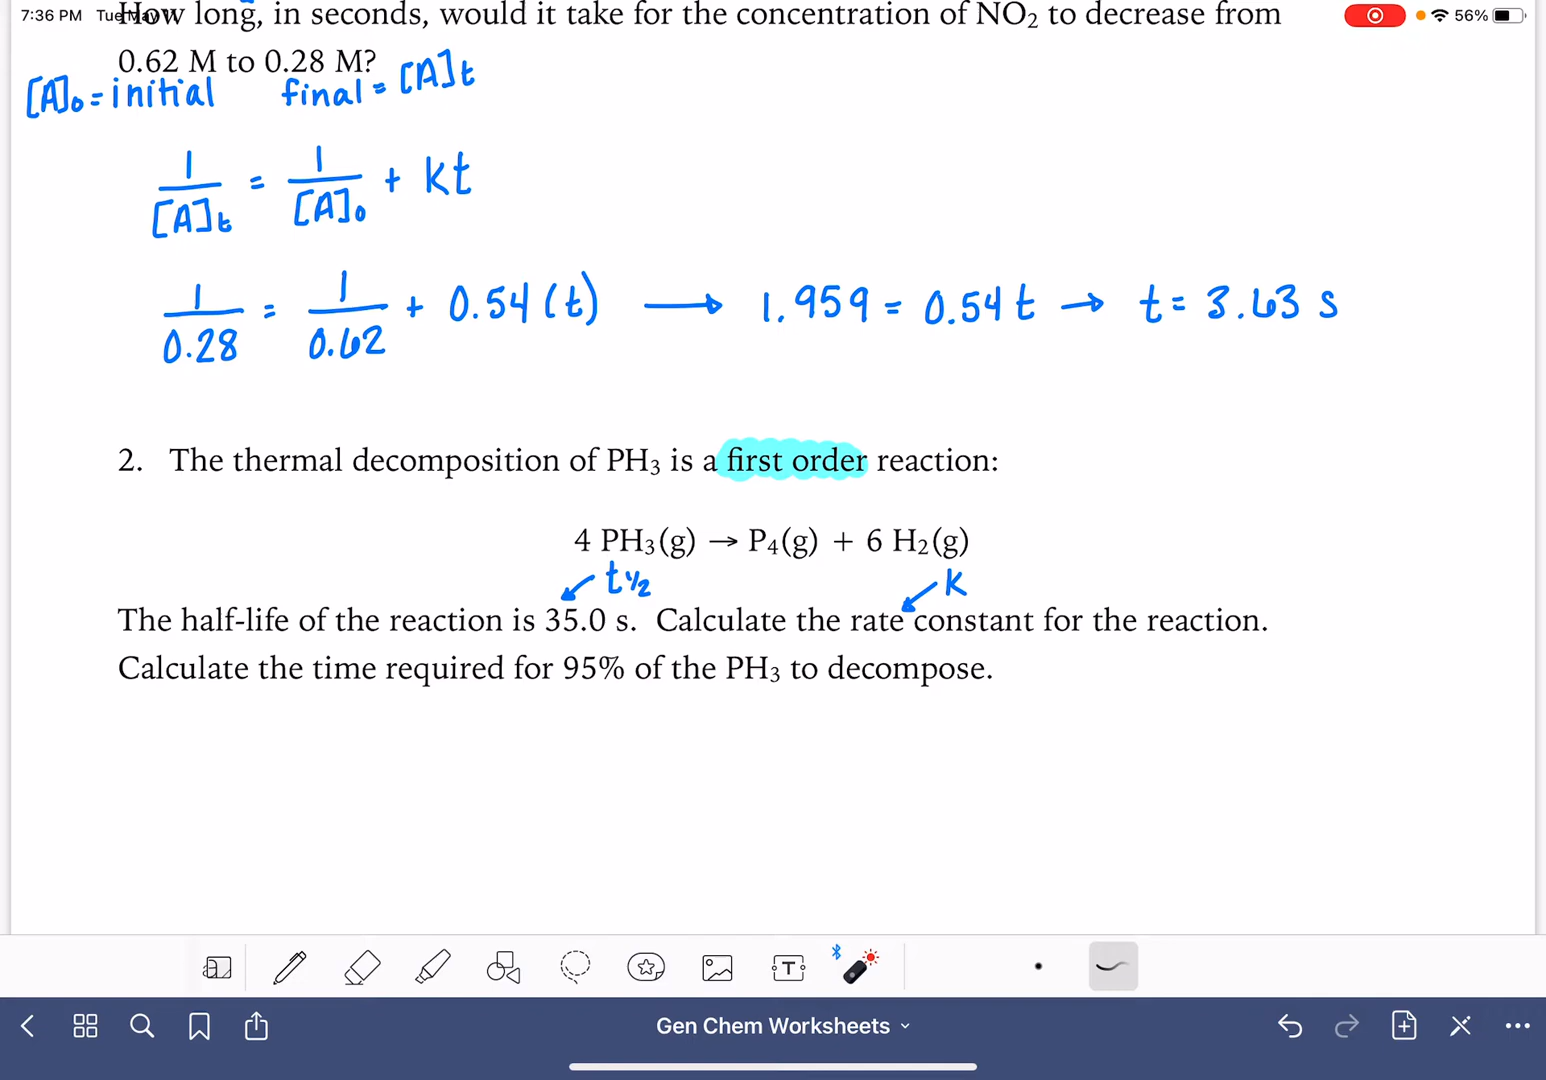 7:36 PM Tue May 56%
How long, in seconds, would it take for the concentration of NO₂ to decrease from
0.62 M to 0.28 M?
[A]₀ = initial final = [A]t
1/[A]t = 1/[A]₀ + kt
1/0.28 = 1/0.62 + 0.54 (t) → 1.959 = 0.54 t → t = 3.63 s
2. The thermal decomposition of PH₃ is a first order reaction:
4 PH₃(g) → P₄(g) + 6 H₂(g)
t½ k
The half-life of the reaction is 35.0 s. Calculate the rate constant for the reaction.
Calculate the time required for 95% of the PH₃ to decompose.
Gen Chem Worksheets